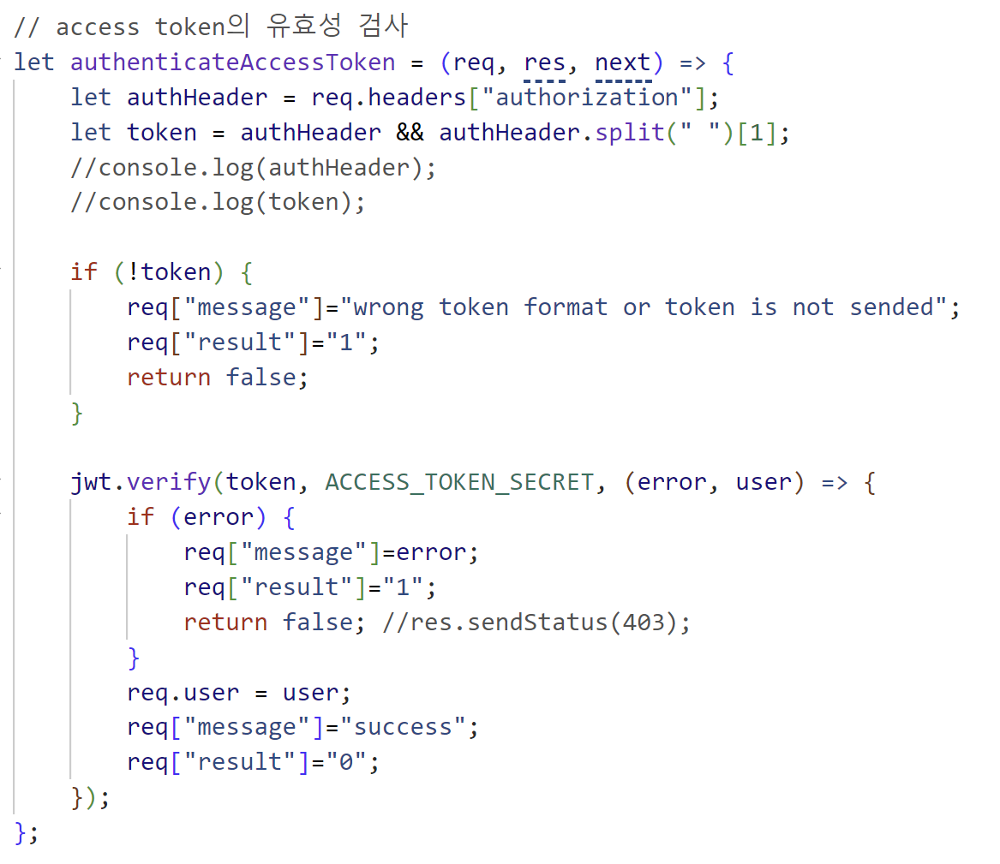 // access token의 유효성 검사
let authenticateAccessToken = (req, res, next) => {
    let authHeader = req.headers["authorization"];
    let token = authHeader && authHeader.split(" ")[1];
    //console.log(authHeader);
    //console.log(token);

    if (!token) {
        req["message"]="wrong token format or token is not sended";
        req["result"]="1";
        return false;
    }

    jwt.verify(token, ACCESS_TOKEN_SECRET, (error, user) => {
        if (error) {
            req["message"]=error;
            req["result"]="1";
            return false; //res.sendStatus(403);
        }
        req.user = user;
        req["message"]="success";
        req["result"]="0";
    });
};